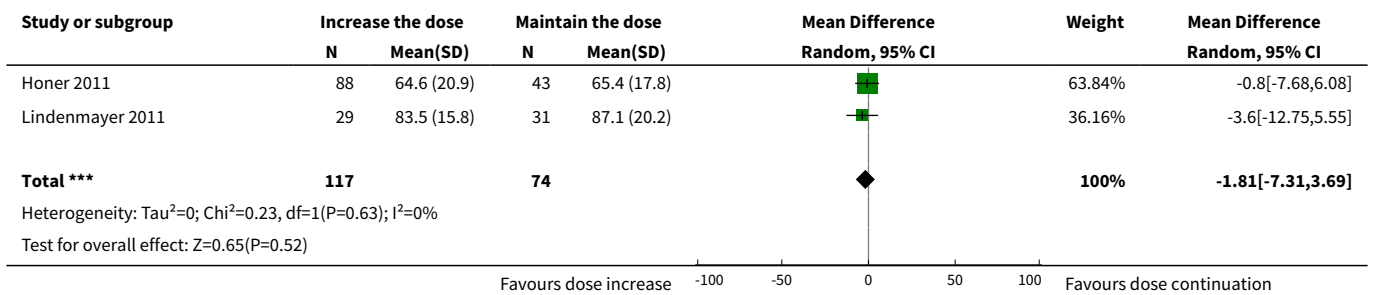 Study or subgroup Increase the dose Maintain the dose Mean Difference Weight Mean Difference
N Mean(SD) N Mean(SD) Random, 95% CI Random, 95% CI
Honer 2011 88 64.6 (20.9) 43 65.4 (17.8) 63.84% -0.8[-7.68,6.08]
Lindenmayer 2011 29 83.5 (15.8) 31 87.1 (20.2) 36.16% -3.6[-12.75,5.55]
Total *** 117 74 100% -1.81[-7.31,3.69]
Heterogeneity: Tau²=0; Chi²=0.23, df=1(P=0.63); I²=0%
Test for overall effect: Z=0.65(P=0.52)
Favours dose increase -100 -50 0 50 100 Favours dose continuation